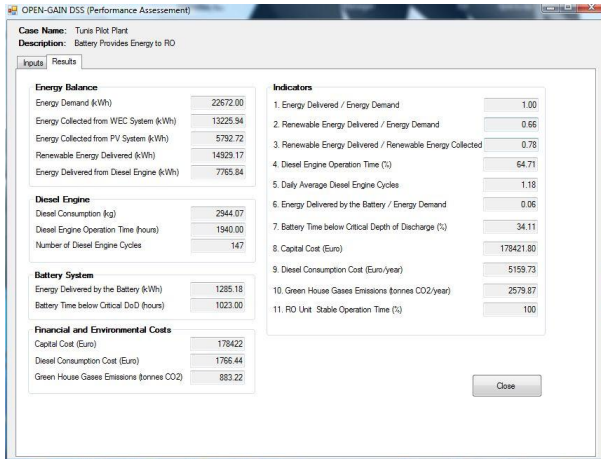 OPEN-GAIN DSS (Performance Assessement)
Case Name: Tunis Pilot Plant
Description: Battery Provides Energy to RO
Inputs Results
Energy Balance
Energy Demand (kWh) 22672.00
Energy Collected from WEC System (kWh) 13225.94
Energy Collected from PV System (kWh) 5792.72
Renewable Energy Delivered (kWh) 14929.17
Energy Delivered from Diesel Engine (kWh) 7765.84
Diesel Engine
Diesel Consumption (kg) 2944.07
Diesel Engine Operation Time (hours) 1940.00
Number of Diesel Engine Cycles 147
Battery System
Energy Delivered by the Battery (kWh) 1285.18
Battery Time below Critical DoD (hours) 1023.00
Financial and Environmental Costs
Capital Cost (Euro) 178422
Diesel Consumption Cost (Euro) 1766.44
Green House Gases Emissions (tonnes CO2) 883.22
Indicators
1. Energy Delivered / Energy Demand 1.00
2. Renewable Energy Delivered / Energy Demand 0.66
3. Renewable Energy Delivered / Renewable Energy Collected 0.78
4. Diesel Engine Operation Time (%) 64.71
5. Daily Average Diesel Engine Cycles 1.18
6. Energy Delivered by the Battery / Energy Demand 0.06
7. Battery Time below Critical Depth of Discharge (%) 34.11
8. Capital Cost (Euro) 178421.80
9. Diesel Consumption Cost (Euro/year) 5159.73
10. Green House Gases Emissions (tonnes CO2/year) 2579.87
11. RO Unit Stable Operation Time (%) 100
Close